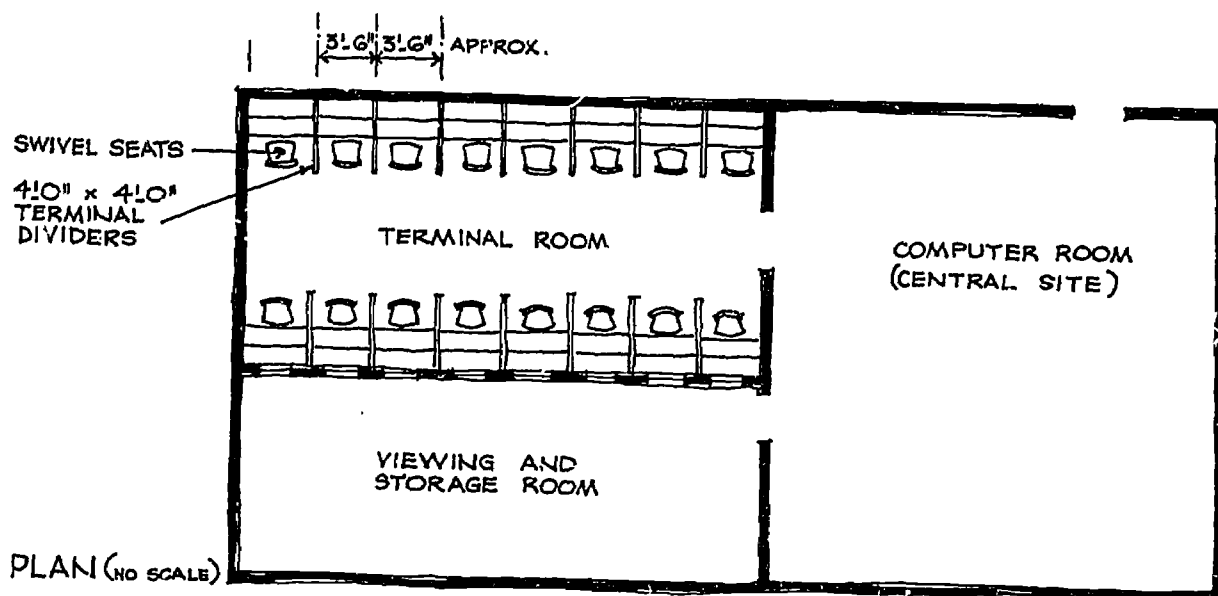 3'-6" 3'-6" APPROX.
SWIVEL SEATS
4'-0" x 4'-0"
TERMINAL
DIVIDERS
TERMINAL ROOM
COMPUTER ROOM
(CENTRAL SITE)
VIEWING AND
STORAGE ROOM
PLAN (NO SCALE)